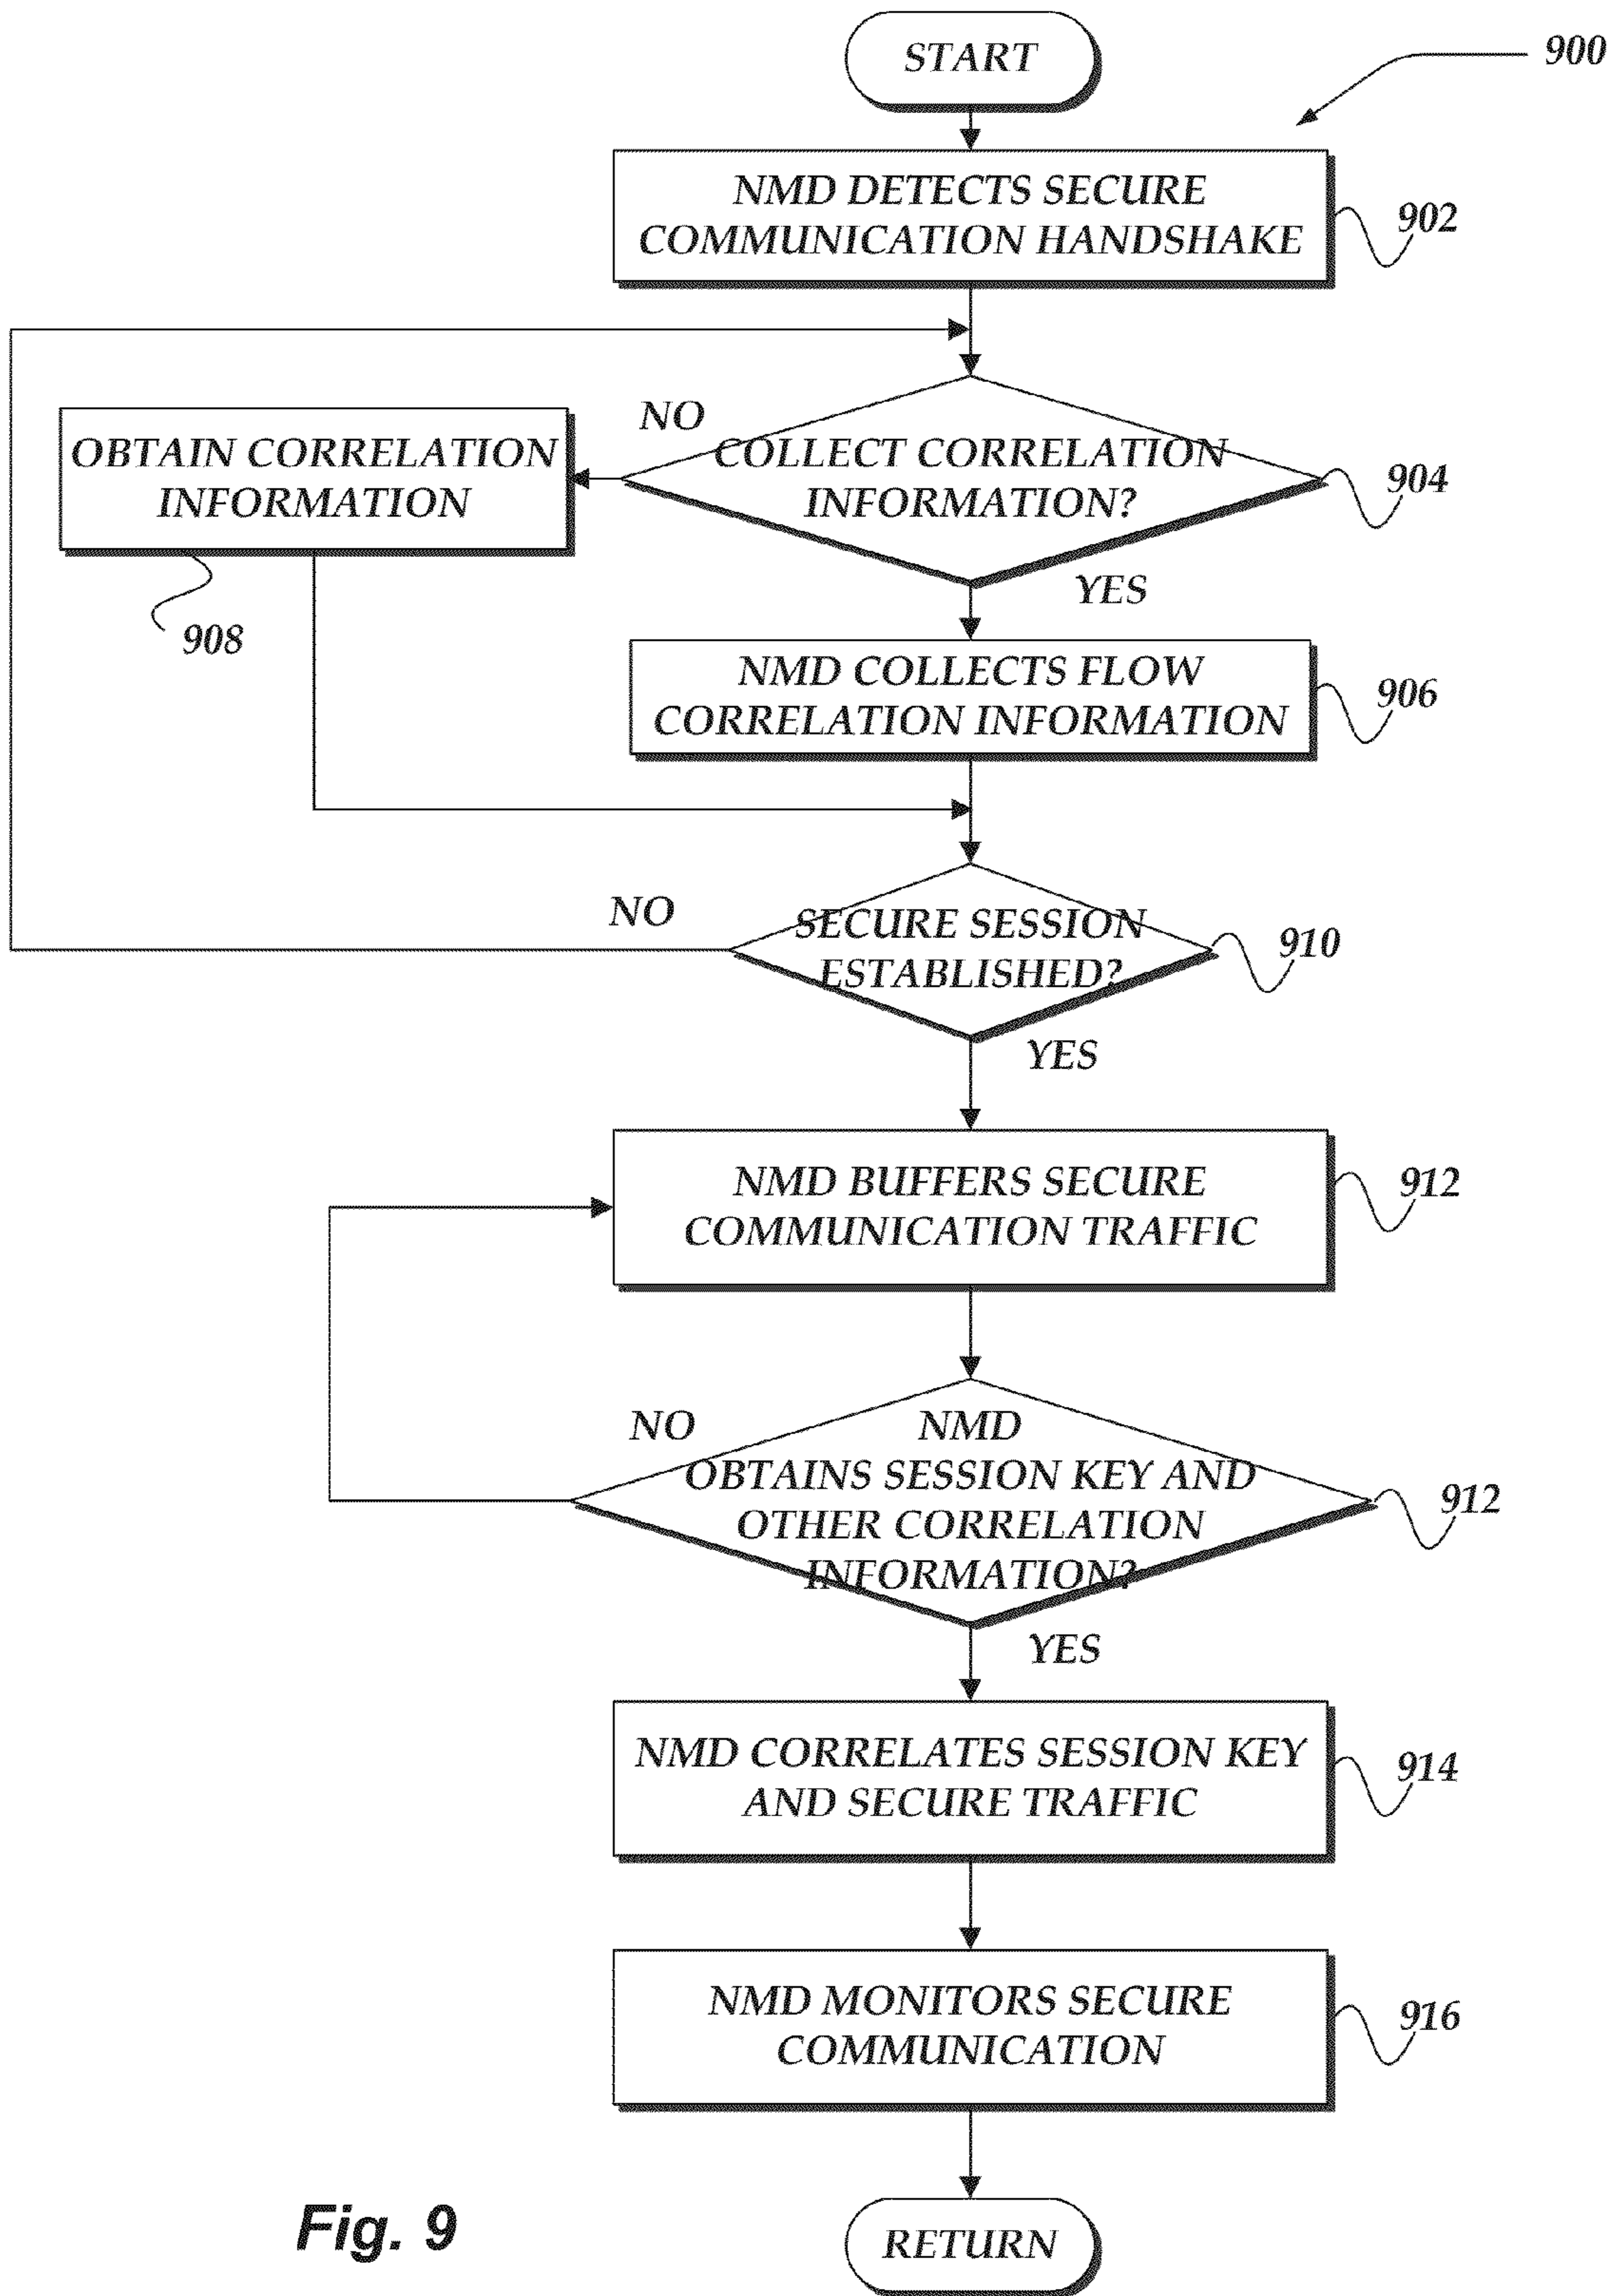 START
900
NMD DETECTS SECURE
COMMUNICATION HANDSHAKE
902
NO
COLLECT CORRELATION
INFORMATION?
904
OBTAIN CORRELATION
INFORMATION
908
YES
NMD COLLECTS FLOW
CORRELATION INFORMATION
906
NO
SECURE SESSION
ESTABLISHED?
910
YES
NMD BUFFERS SECURE
COMMUNICATION TRAFFIC
912
NO
NMD
OBTAINS SESSION KEY AND
OTHER CORRELATION
INFORMATION?
912
YES
NMD CORRELATES SESSION KEY
AND SECURE TRAFFIC
914
NMD MONITORS SECURE
COMMUNICATION
916
RETURN
Fig. 9